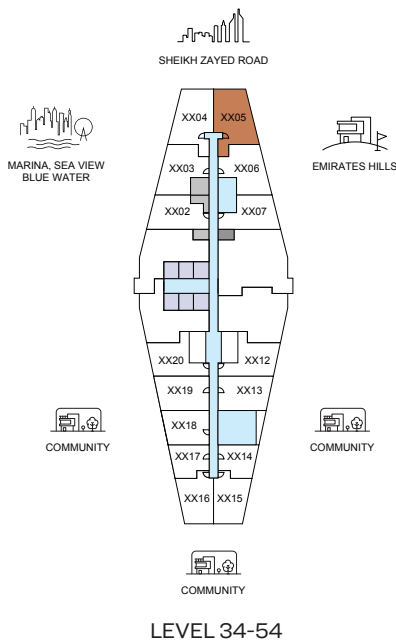 SHEIKH ZAYED ROAD
XX04 XX05
MARINA, SEA VIEW
BLUE WATER
EMIRATES HILLS
XX03 XX06
XX02 XX07
XX20 XX12
XX19 XX13
XX18
COMMUNITY
COMMUNITY
XX17 XX14
XX16 XX15
COMMUNITY
LEVEL 34-54